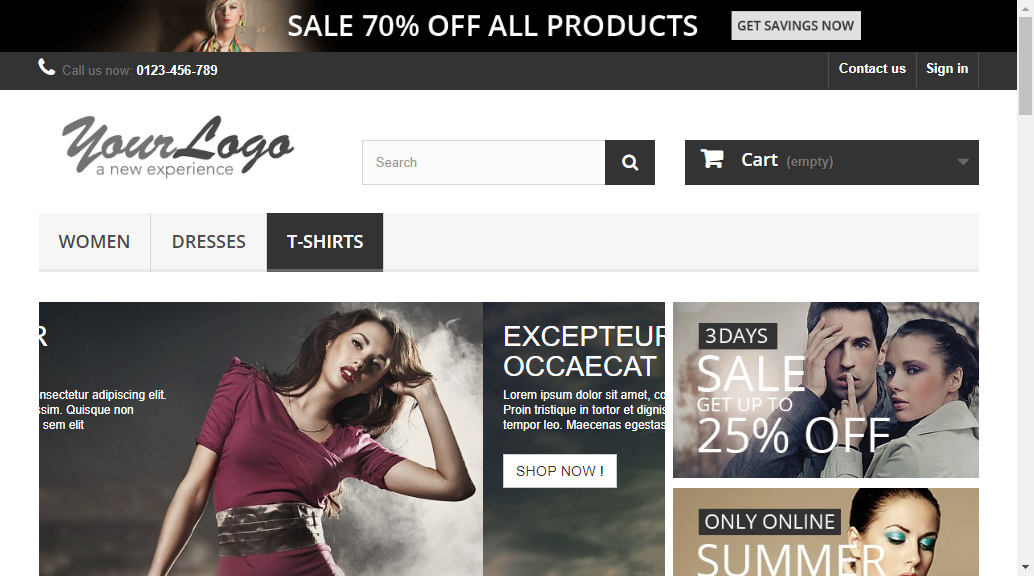 SALE 70% OFF ALL PRODUCTS
GET SAVINGS NOW
Call us now: 0123-456-789
Contact us
Sign in
YourLogo
a new experience
Search
Cart (empty)
WOMEN
DRESSES
T-SHIRTS
R
nsectetur adipiscing elit.
ssim. Quisque non
sem elit
EXCEPTEUR
OCCAECAT
Lorem ipsum dolor sit amet, co
Proin tristique in tortor et dignis
tempor leo. Maecenas egestas
SHOP NOW !
3 DAYS
SALE
GET UP TO
25% OFF
ONLY ONLINE
SUMMER